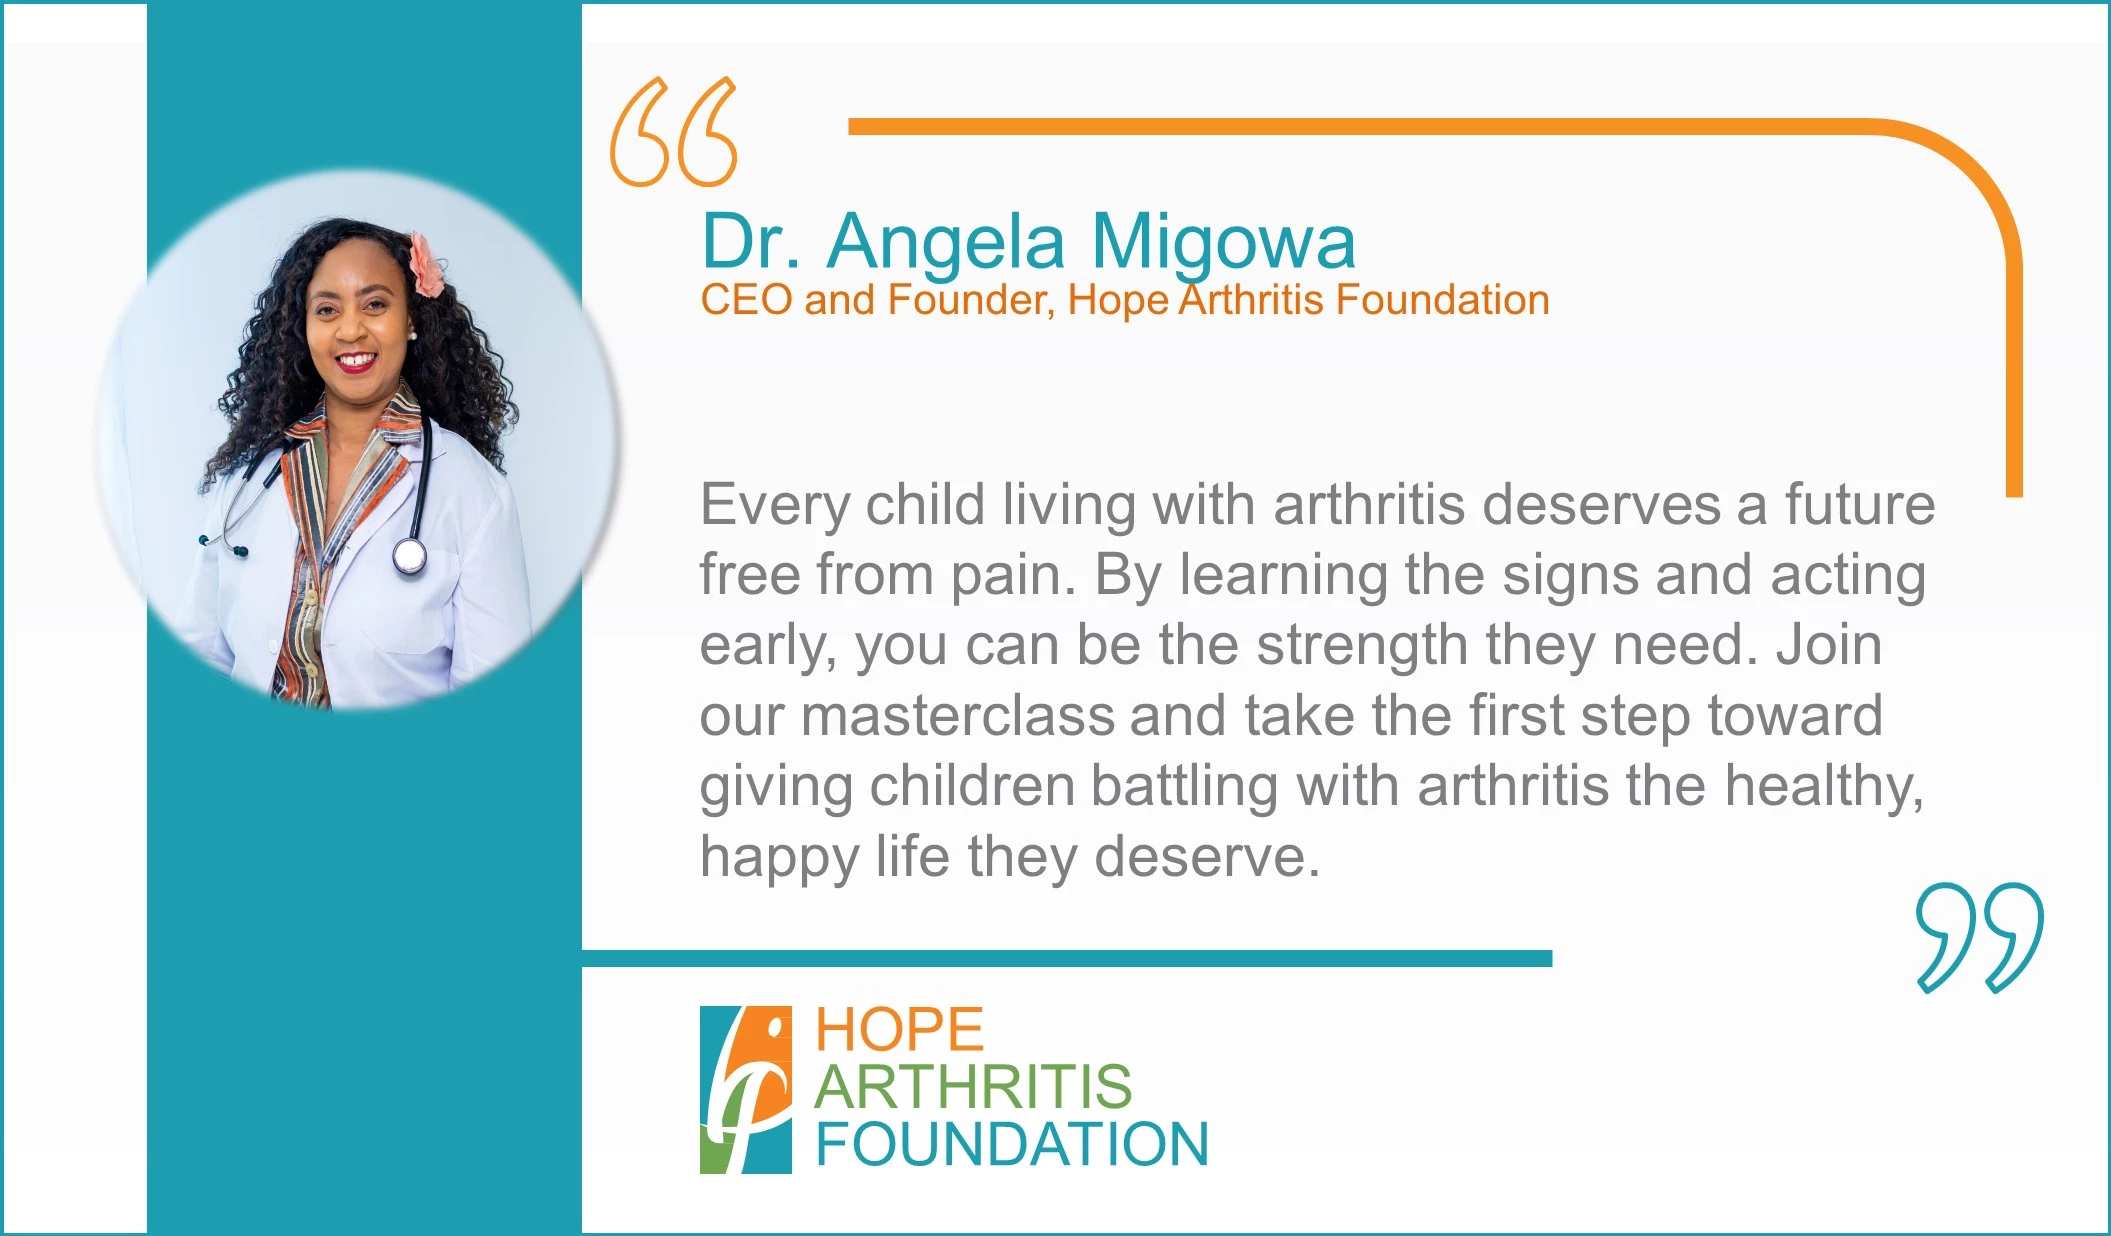 Dr. Angela Migowa
CEO and Founder, Hope Arthritis Foundation
Every child living with arthritis deserves a future
free from pain. By learning the signs and acting
early, you can be the strength they need. Join
our masterclass and take the first step toward
giving children battling with arthritis the healthy,
happy life they deserve.
HOPE
ARTHRITIS
FOUNDATION